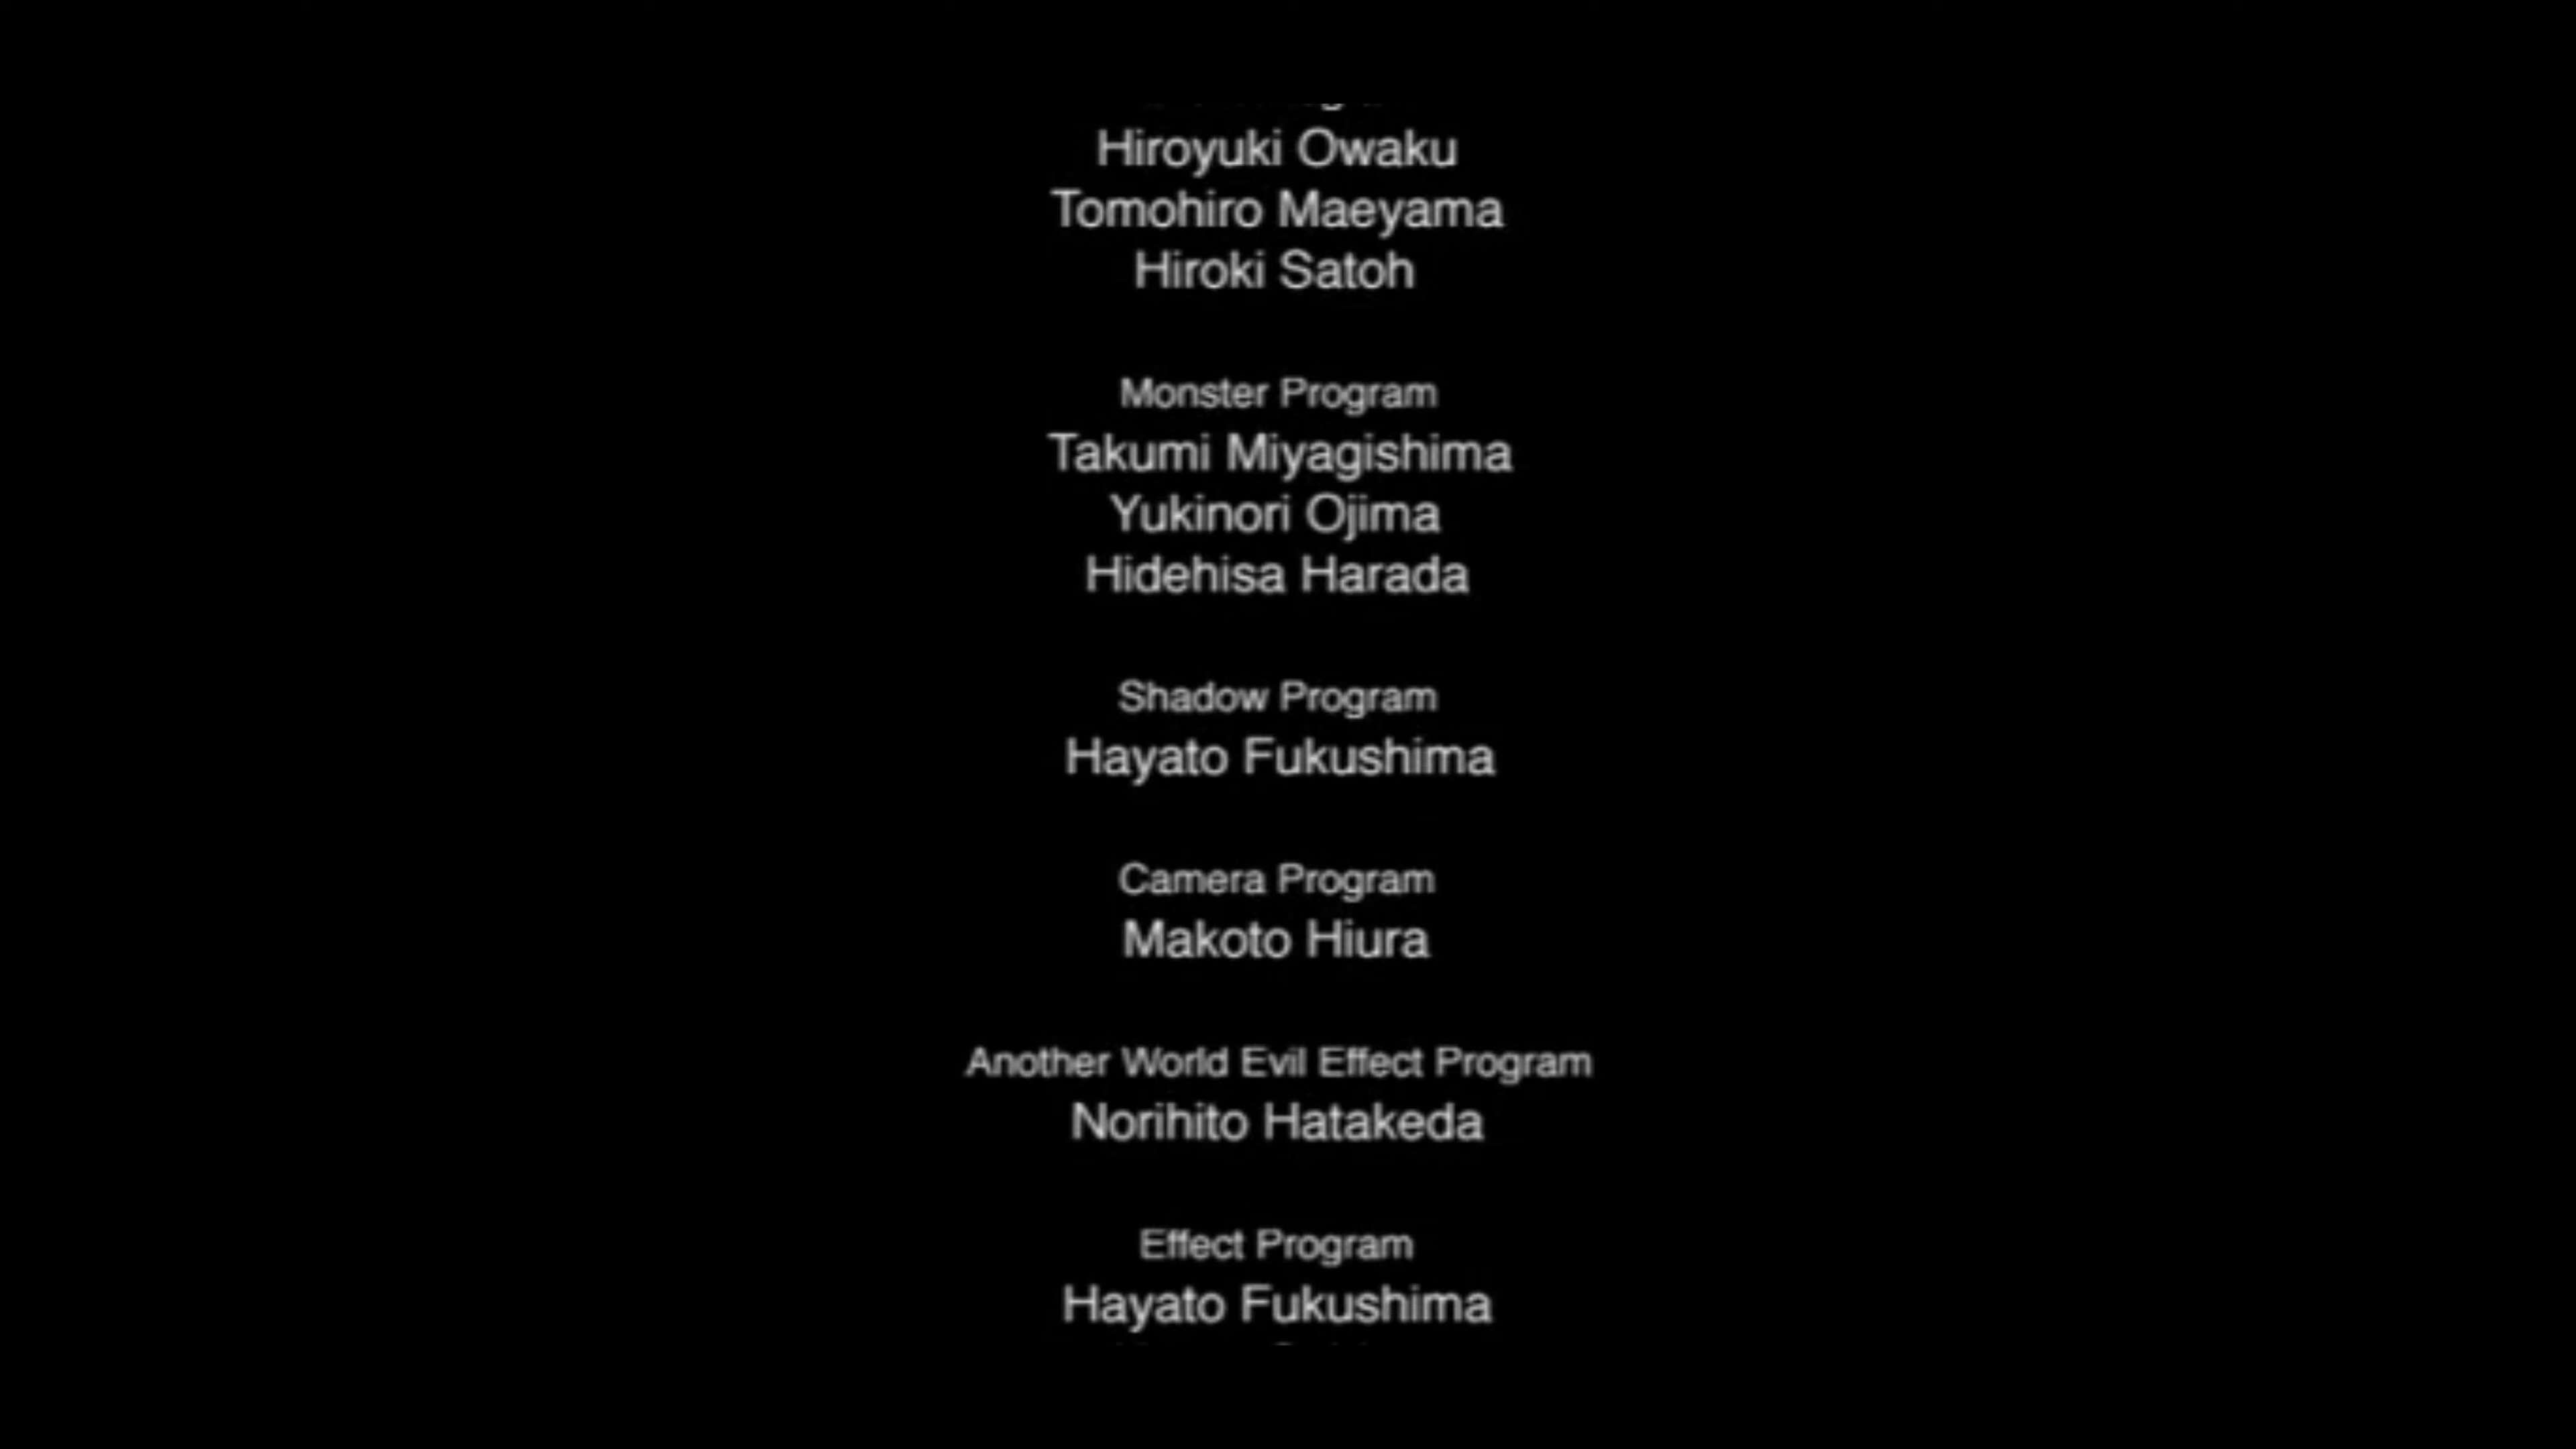 Hiroyuki Owaku
Tomohiro Maeyama
Hiroki Satoh
Monster Program
Takumi Miyagishima
Yukinori Ojima
Hidehisa Harada
Shadow Program
Hayato Fukushima
Camera Program
Makoto Hiura
Another World Evil Effect Program
Norihito Hatakeda
Effect Program
Hayato Fukushima